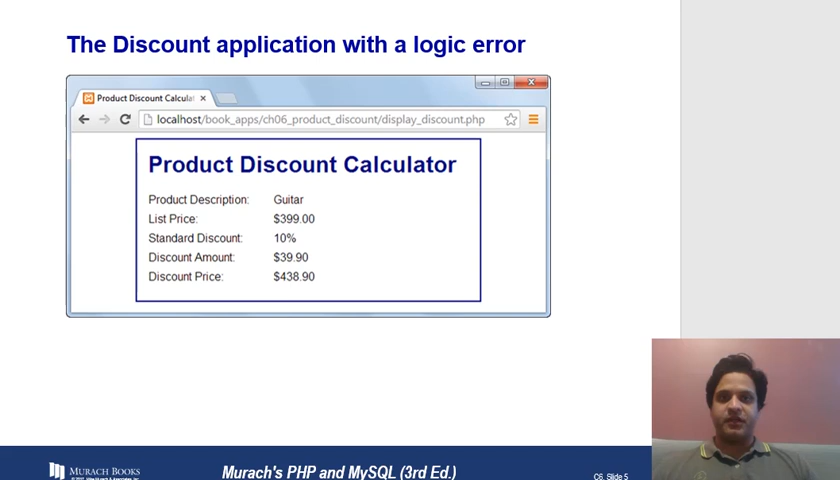 The Discount application with a logic error
Product Discount Calculat
localhost/book_apps/ch06_product_discount/display_discount.php
Product Discount Calculator
Product Description: Guitar
List Price: $399.00
Standard Discount: 10%
Discount Amount: $39.90
Discount Price: $438.90
MURACH BOOKS
Murach's PHP and MySQL (3rd Ed.)
C6, Slide 5